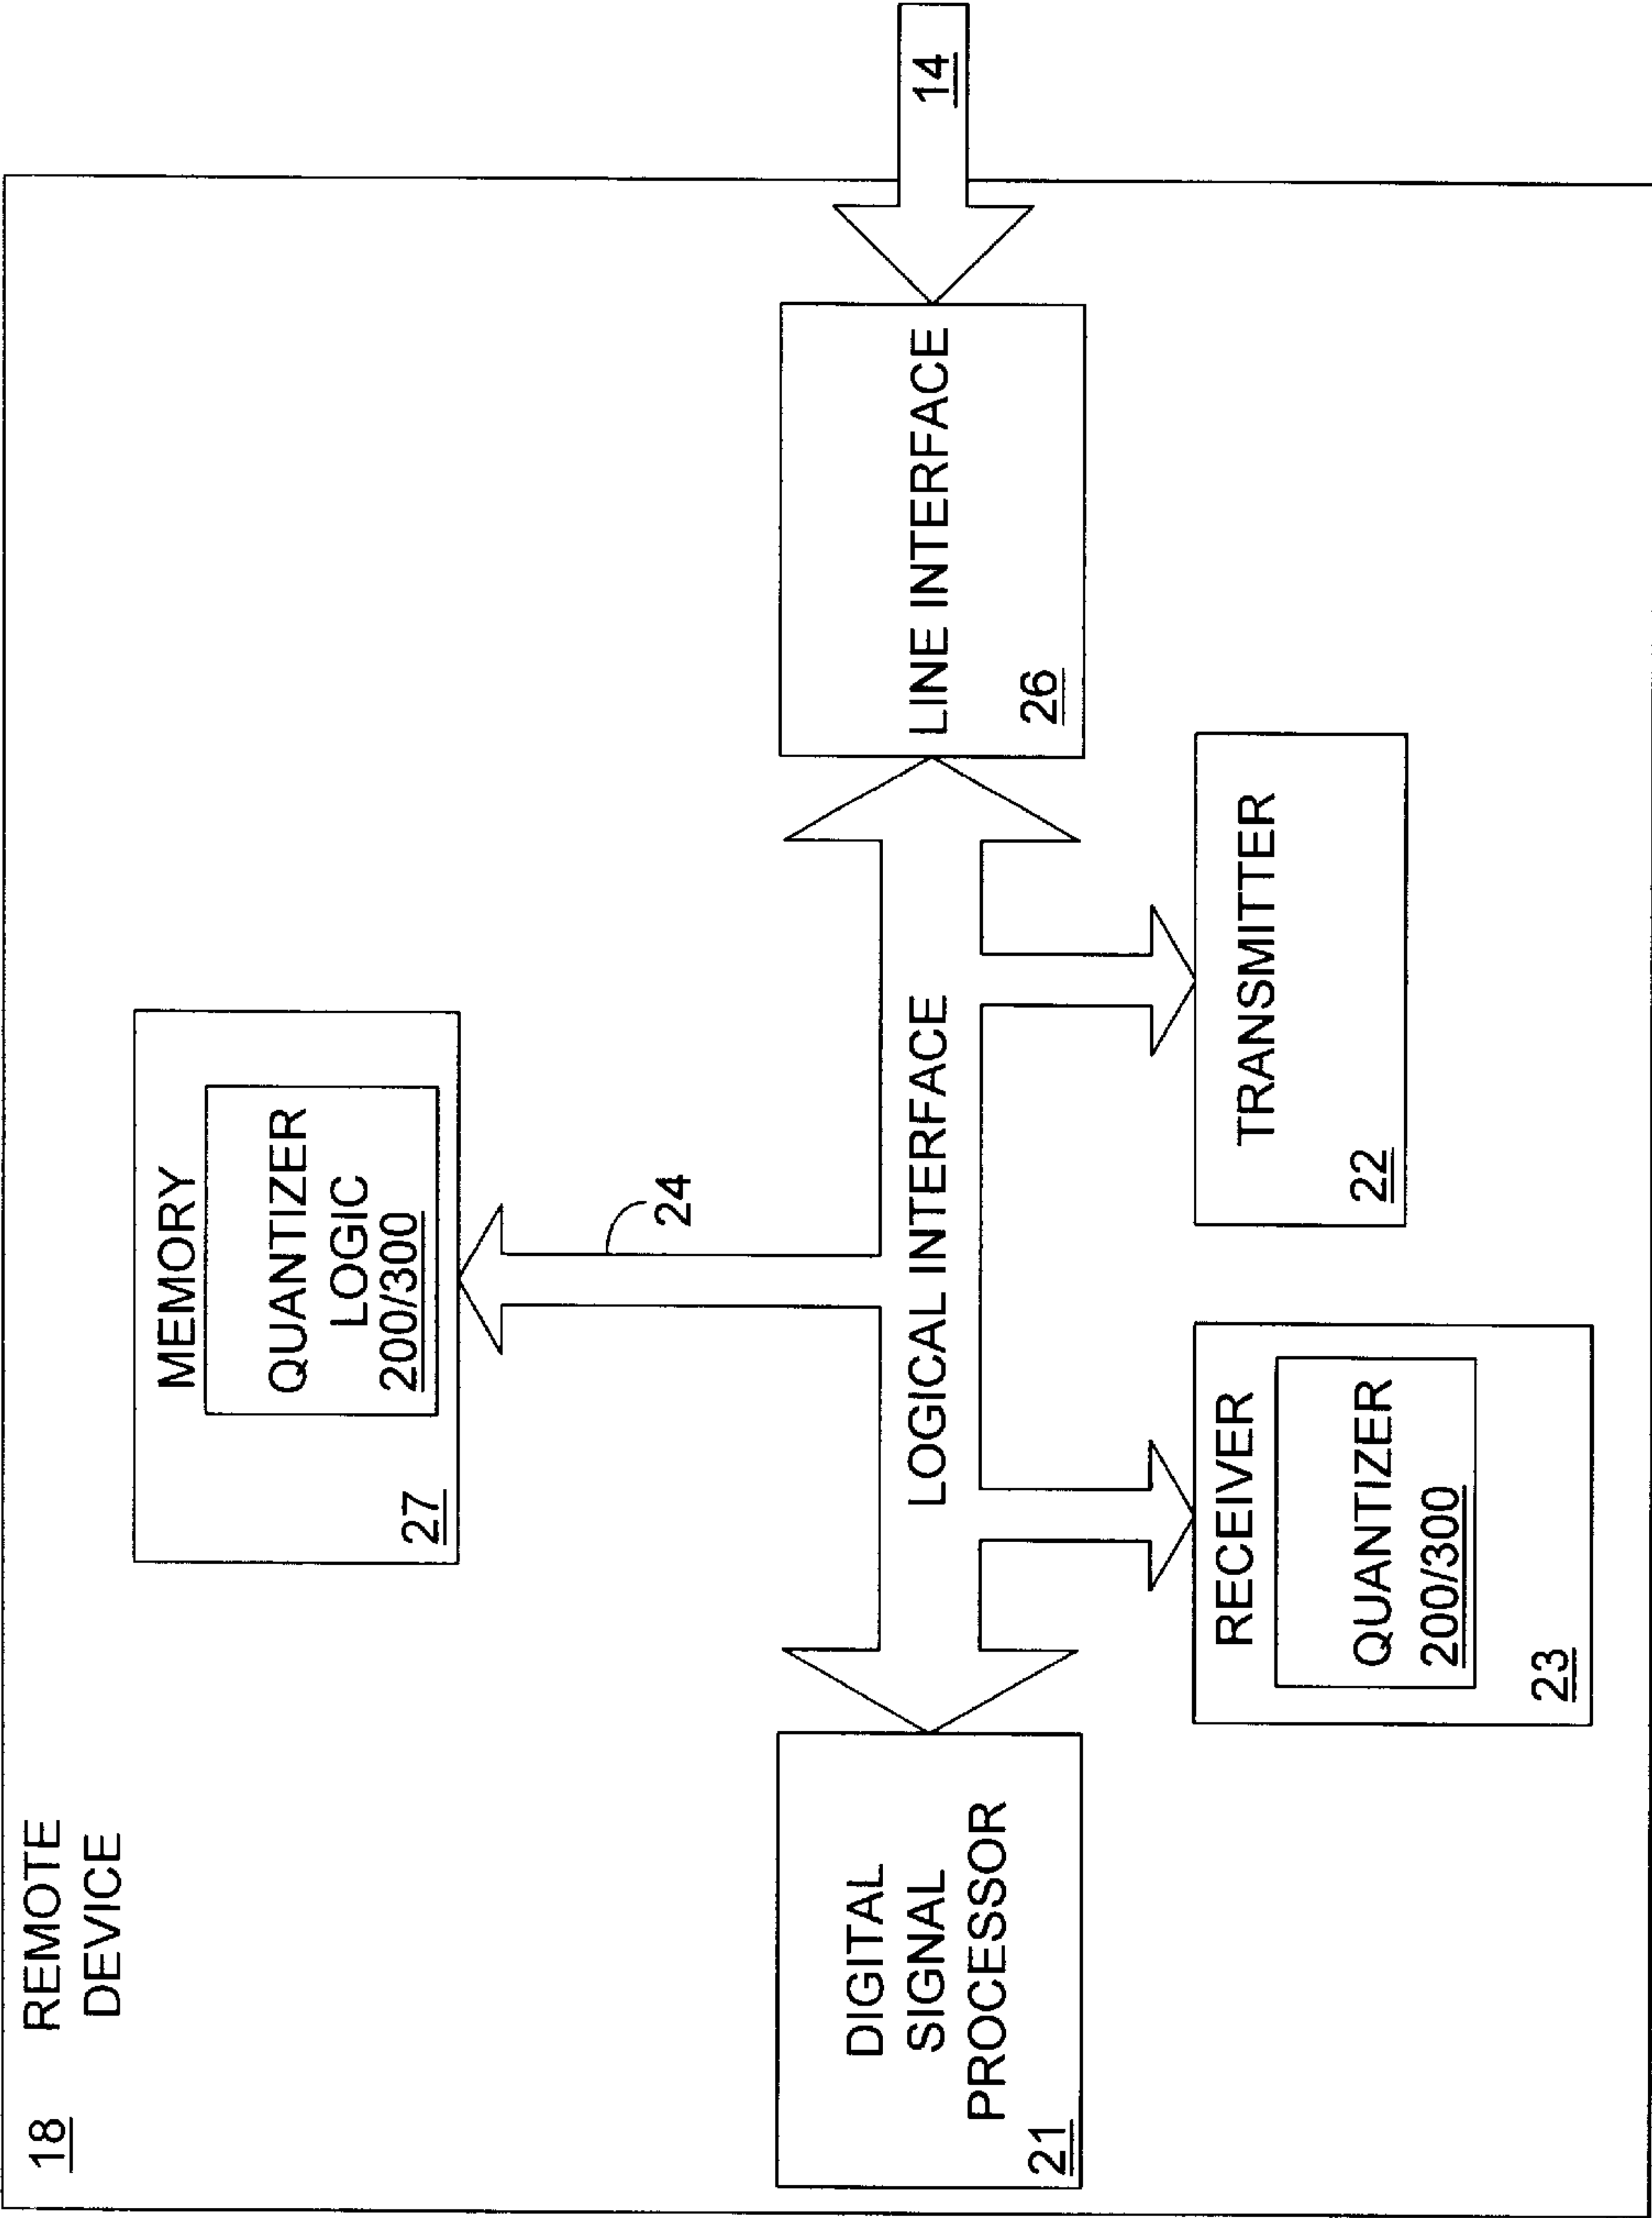 18
REMOTE
DEVICE
MEMORY
QUANTIZER
LOGIC
200/300
27
24
DIGITAL
SIGNAL
PROCESSOR
21
LOGICAL INTERFACE
LINE INTERFACE
26
14
RECEIVER
QUANTIZER
200/300
23
TRANSMITTER
22